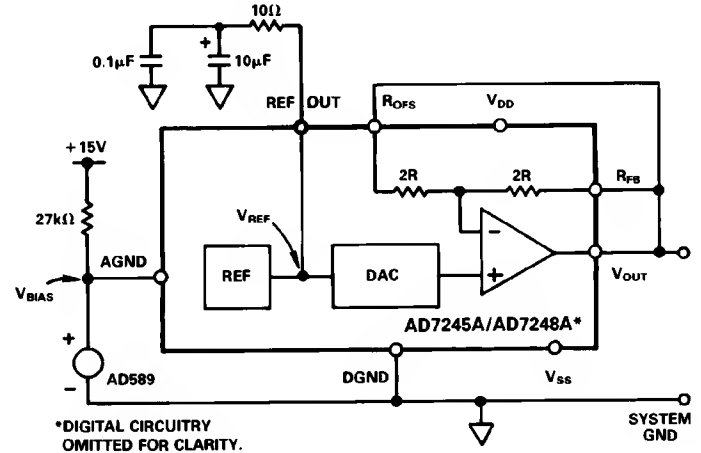 10Ω
0.1μF
+
10μF
REF OUT
R_OFS
V_DD
+15V
2R
2R
R_FB
27kΩ
V_REF
AGND
REF
DAC
−
+
V_OUT
V_BIAS
AD7245A/AD7248A*
+
−
AD589
DGND
V_SS
SYSTEM
GND
*DIGITAL CIRCUITRY
OMITTED FOR CLARITY.